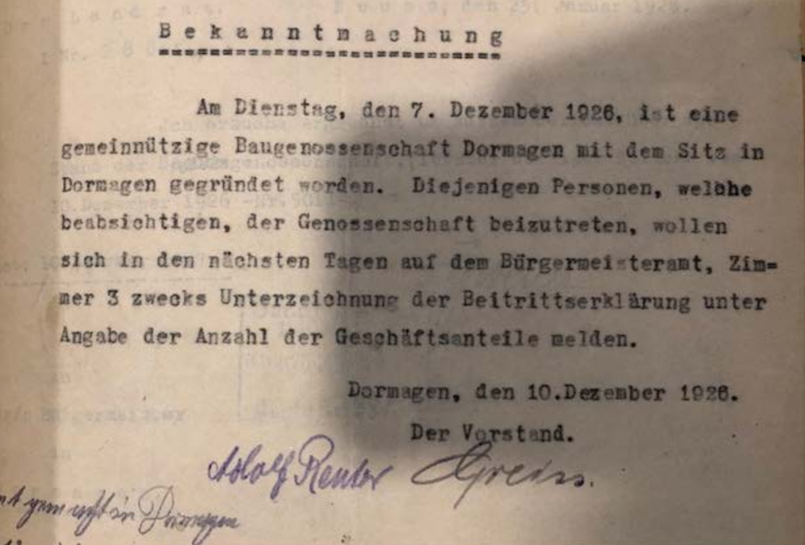 Bekanntmachung
Am Dienstag, den 7. Dezember 1926, ist eine
gemeinnützige Baugenossenschaft Dormagen mit dem Sitz in
Dormagen gegründet worden. Diejenigen Personen, welche
beabsichtigen, der Genossenschaft beizutreten, wollen
sich in den nächsten Tagen auf dem Bürgermeisteramt, Zim=
mer 3 zwecks Unterzeichnung der Beitrittserklärung unter
Angabe der Anzahl der Geschäftsanteile melden.
Dormagen, den 10.Dezember 1926.
Der Vorstand.
Adolf Reuter
in Dormagen